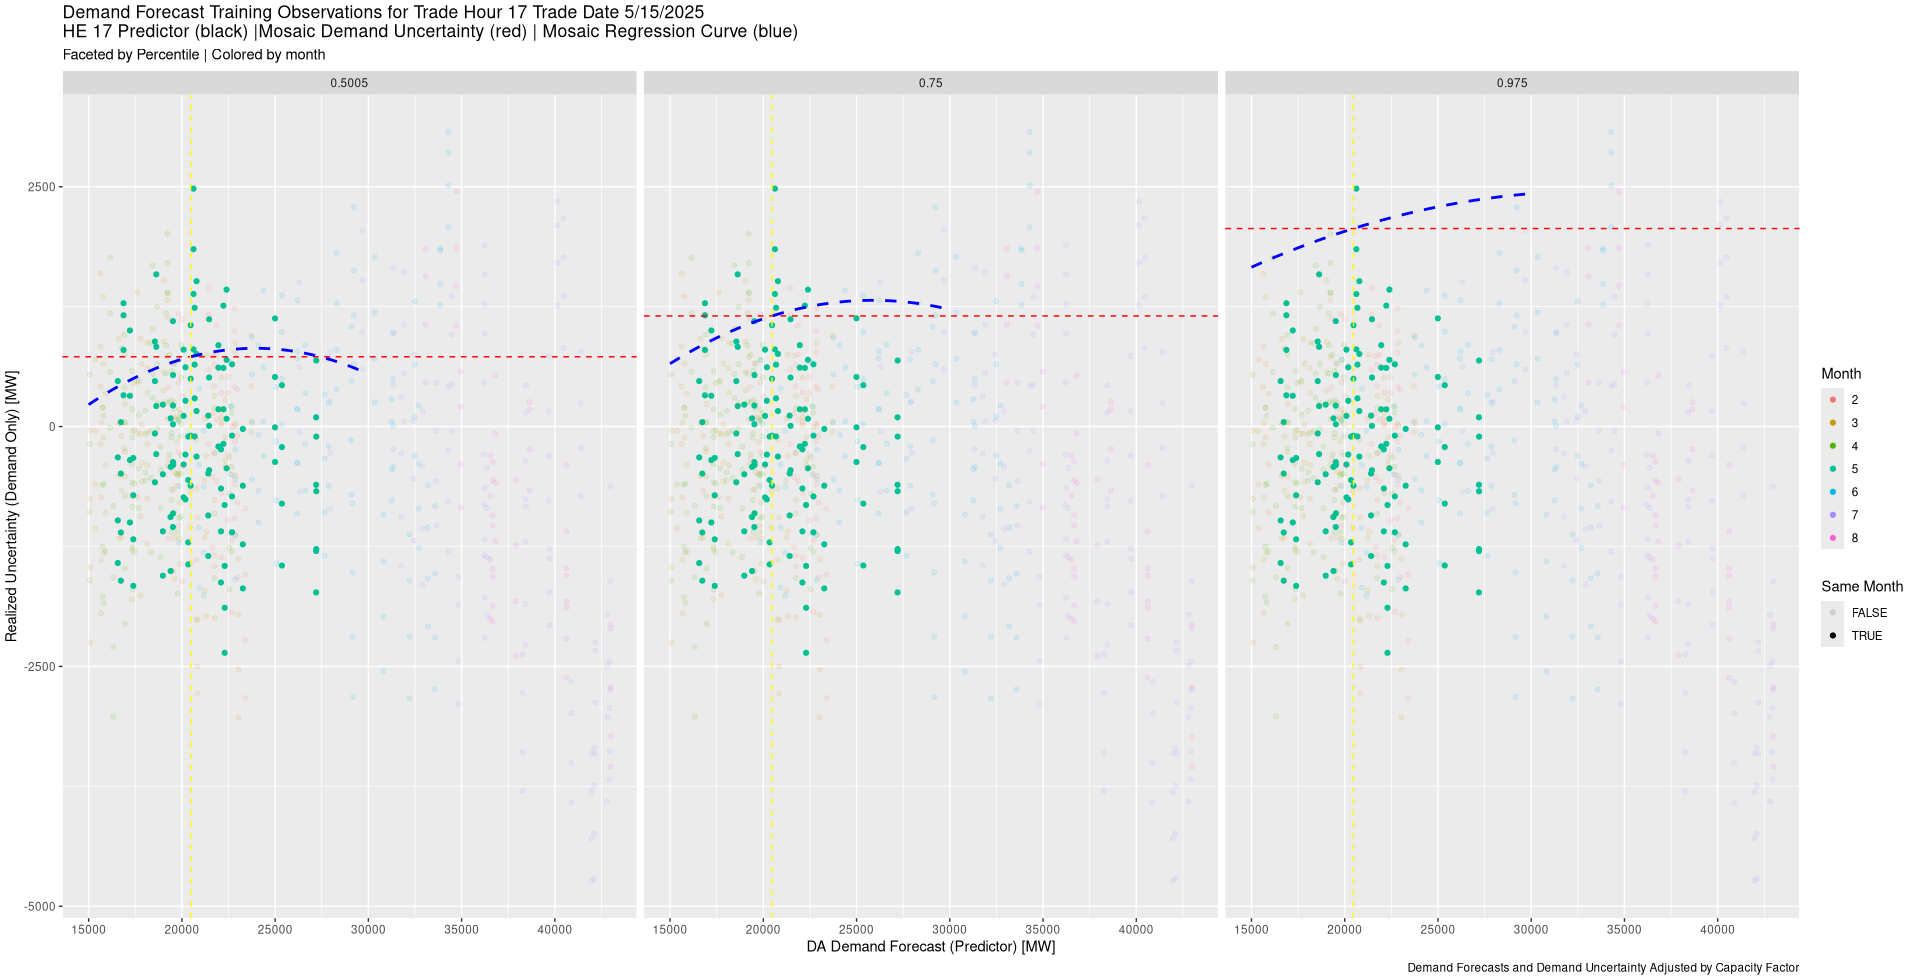 Demand Forecast Training Observations for Trade Hour 17 Trade Date 5/15/2025
HE 17 Predictor (black) |Mosaic Demand Uncertainty (red) | Mosaic Regression Curve (blue)
Faceted by Percentile | Colored by month
0.5005
0.75
0.975
Realized Uncertainty (Demand Only) [MW]
2500
0
-2500
-5000
15000 20000 25000 30000 35000 40000
15000 20000 25000 30000 35000 40000
15000 20000 25000 30000 35000 40000
DA Demand Forecast (Predictor) [MW]
Month
2
3
4
5
6
7
8
Same Month
FALSE
TRUE
Demand Forecasts and Demand Uncertainty Adjusted by Capacity Factor